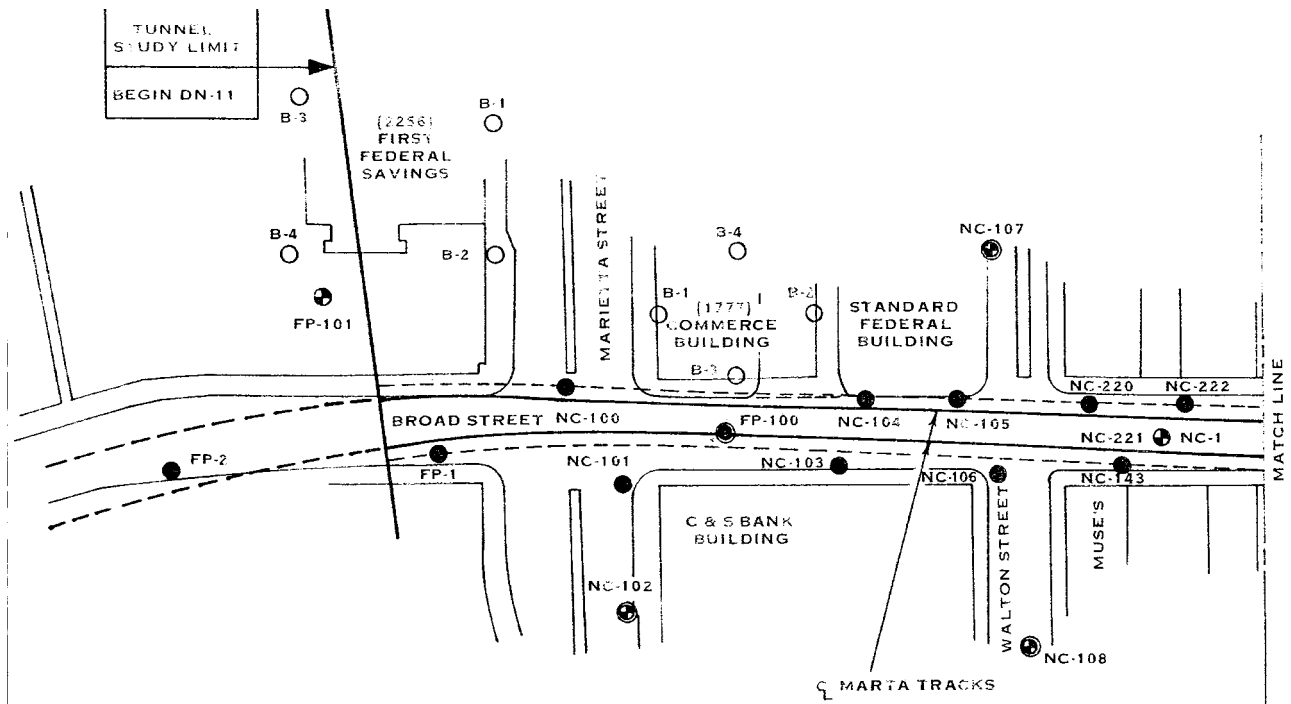 TUNNEL
STUDY LIMIT
BEGIN DN-11
B-3
B-1
(2256)
FIRST
FEDERAL
SAVINGS
B-4
B-2
FP-101
MARIETTA STREET
3-4
B-1
B-2
(1777)
COMMERCE
BUILDING
B-3
STANDARD
FEDERAL
BUILDING
NC-107
NC-220
NC-222
MATCH LINE
BROAD STREET
NC-100
FP-100
NC-104
NC-105
NC-221
NC-1
FP-2
FP-1
NC-101
NC-103
NC-106
NC-143
C & S BANK
BUILDING
WALTON STREET
MUSE'S
NC-102
NC-108
℄ MARTA TRACKS